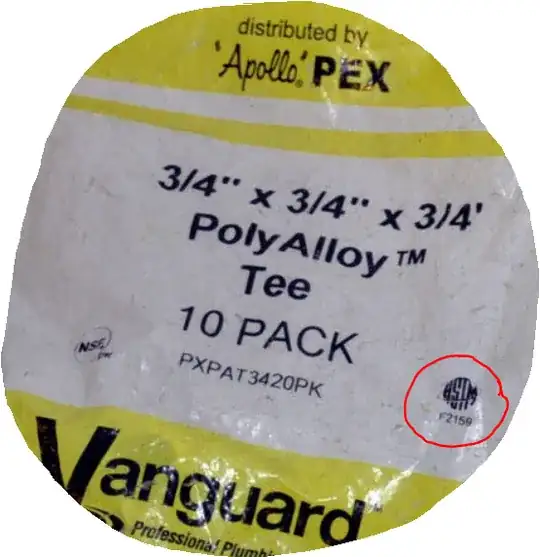 distributed by
'Apollo' PEX
3/4" x 3/4" x 3/4'
PolyAlloy™
Tee
10 PACK
PXPAT3420PK
NSF
pw
ASTM
F2159
Vanguard
Professional